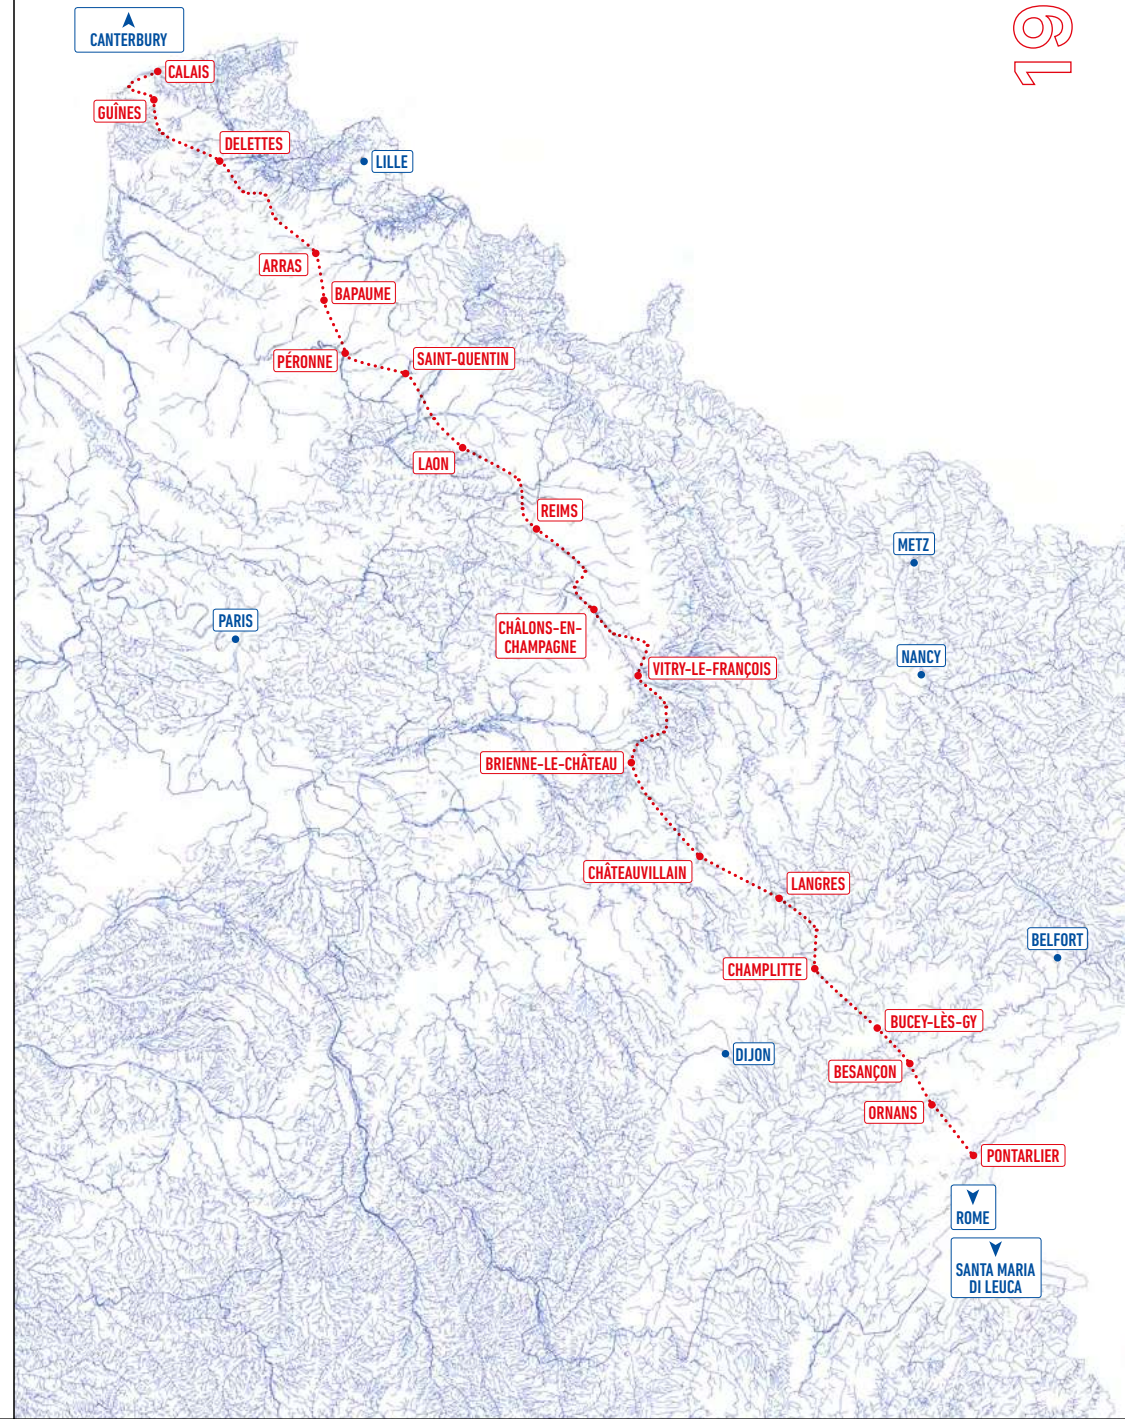 CANTERBURY
19
CALAIS
GUÎNES
DELETTES
LILLE
ARRAS
BAPAUME
PÉRONNE
SAINT-QUENTIN
LAON
REIMS
METZ
PARIS
CHÂLONS-EN-
CHAMPAGNE
NANCY
VITRY-LE-FRANÇOIS
BRIENNE-LE-CHÂTEAU
CHÂTEAUVILLAIN
LANGRES
BELFORT
CHAMPLITTE
BUCEY-LÈS-GY
DIJON
BESANÇON
ORNANS
PONTARLIER
ROME
SANTA MARIA
DI LEUCA